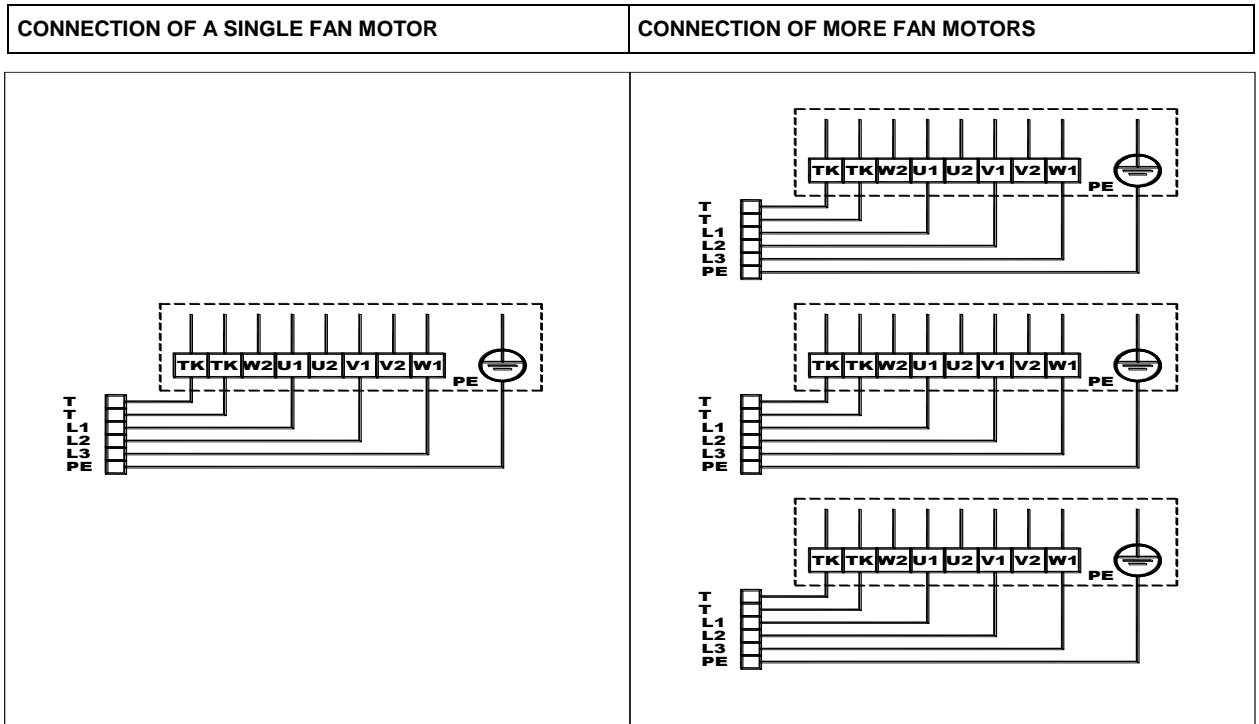 CONNECTION OF A SINGLE FAN MOTOR
CONNECTION OF MORE FAN MOTORS
TK TK W2 U1 U2 V1 V2 W1
PE
T
T
L1
L2
L3
PE
TK TK W2 U1 U2 V1 V2 W1
PE
T
T
L1
L2
L3
PE
TK TK W2 U1 U2 V1 V2 W1
PE
T
T
L1
L2
L3
PE
TK TK W2 U1 U2 V1 V2 W1
PE
T
T
L1
L2
L3
PE